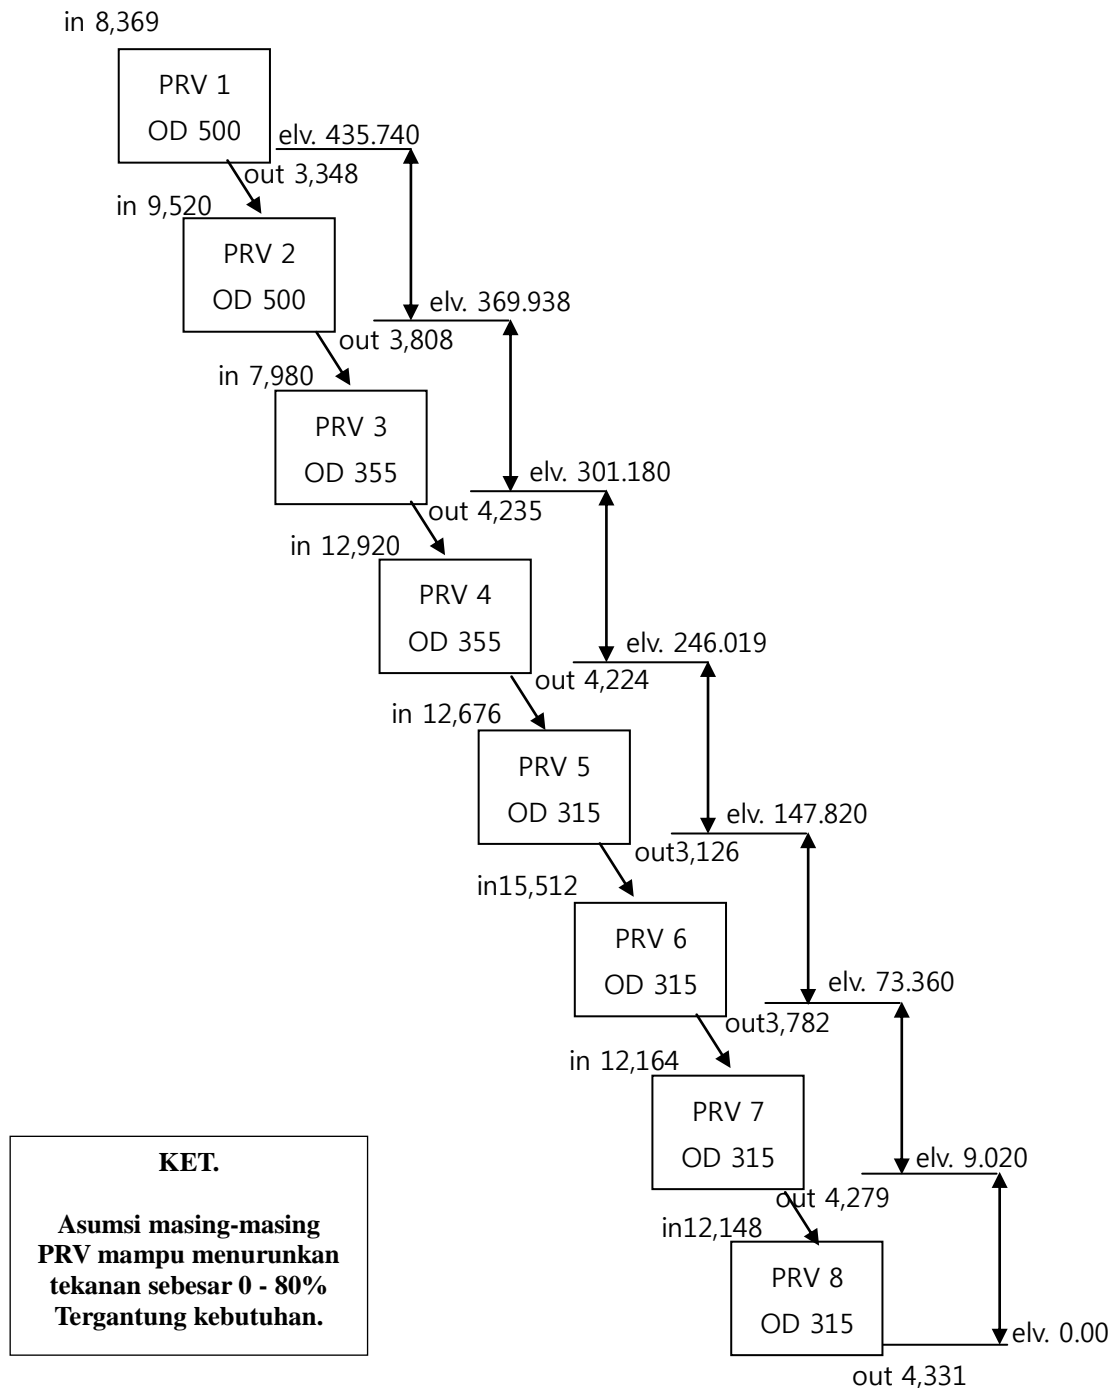 in 8,369
PRV 1
OD 500
elv. 435.740
out 3,348
in 9,520
PRV 2
OD 500
elv. 369.938
out 3,808
in 7,980
PRV 3
OD 355
elv. 301.180
out 4,235
in 12,920
PRV 4
OD 355
elv. 246.019
out 4,224
in 12,676
PRV 5
OD 315
elv. 147.820
out3,126
in15,512
PRV 6
OD 315
elv. 73.360
out3,782
in 12,164
PRV 7
OD 315
elv. 9.020
out 4,279
in12,148
PRV 8
OD 315
elv. 0.00
out 4,331
KET.
Asumsi masing-masing
PRV mampu menurunkan
tekanan sebesar 0 - 80%
Tergantung kebutuhan.